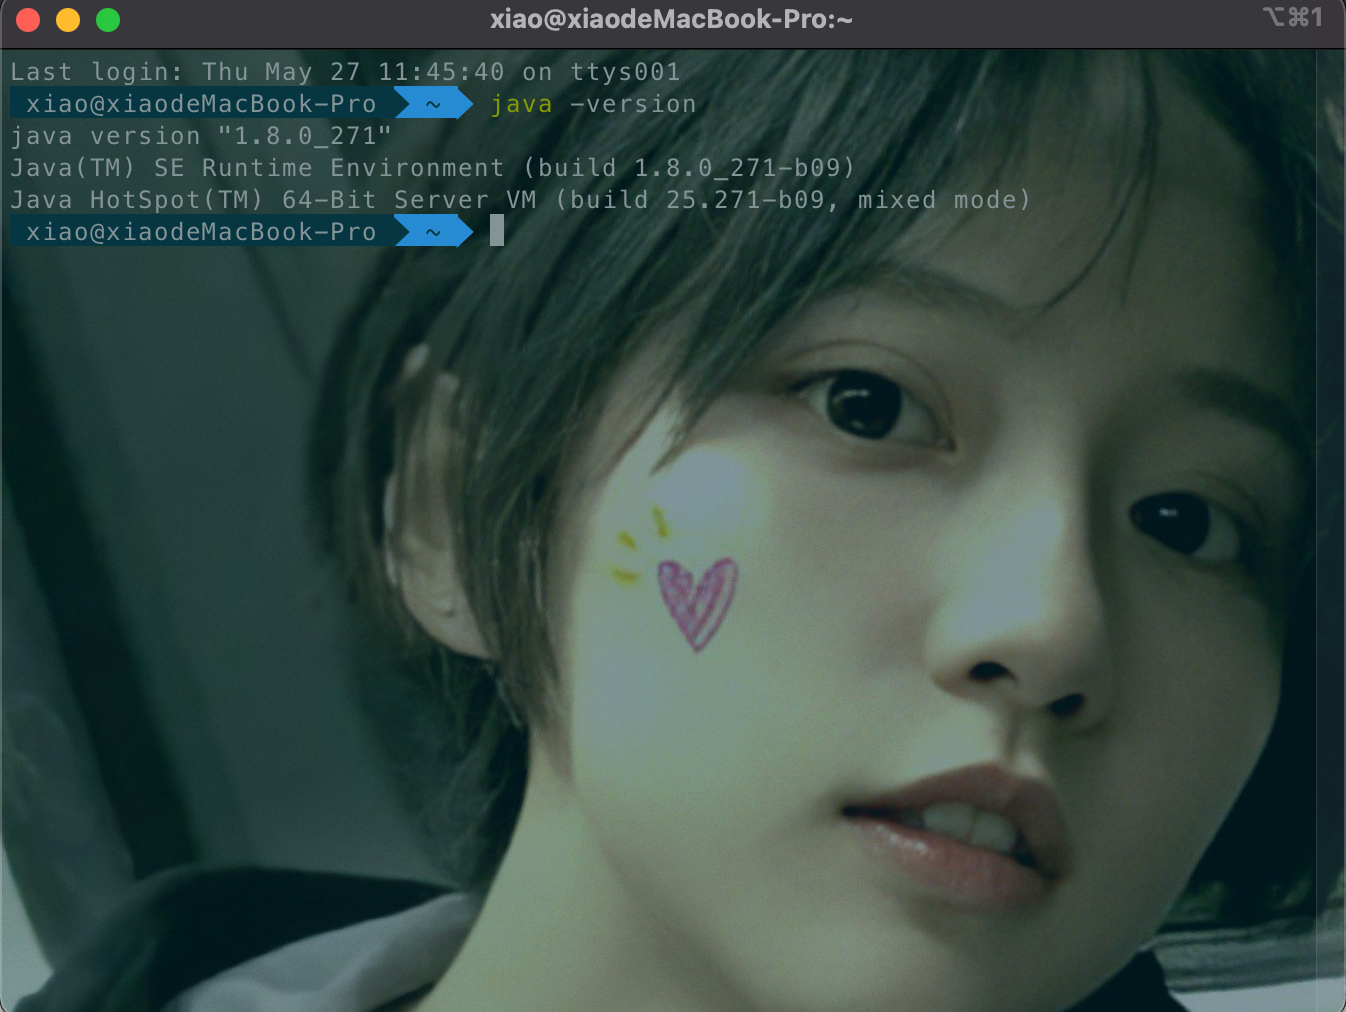 xiao@xiaodeMacBook-Pro:~
⌥⌘1
Last login: Thu May 27 11:45:40 on ttys001
xiao@xiaodeMacBook-Pro ~ java -version
java version "1.8.0_271"
Java(TM) SE Runtime Environment (build 1.8.0_271-b09)
Java HotSpot(TM) 64-Bit Server VM (build 25.271-b09, mixed mode)
xiao@xiaodeMacBook-Pro ~